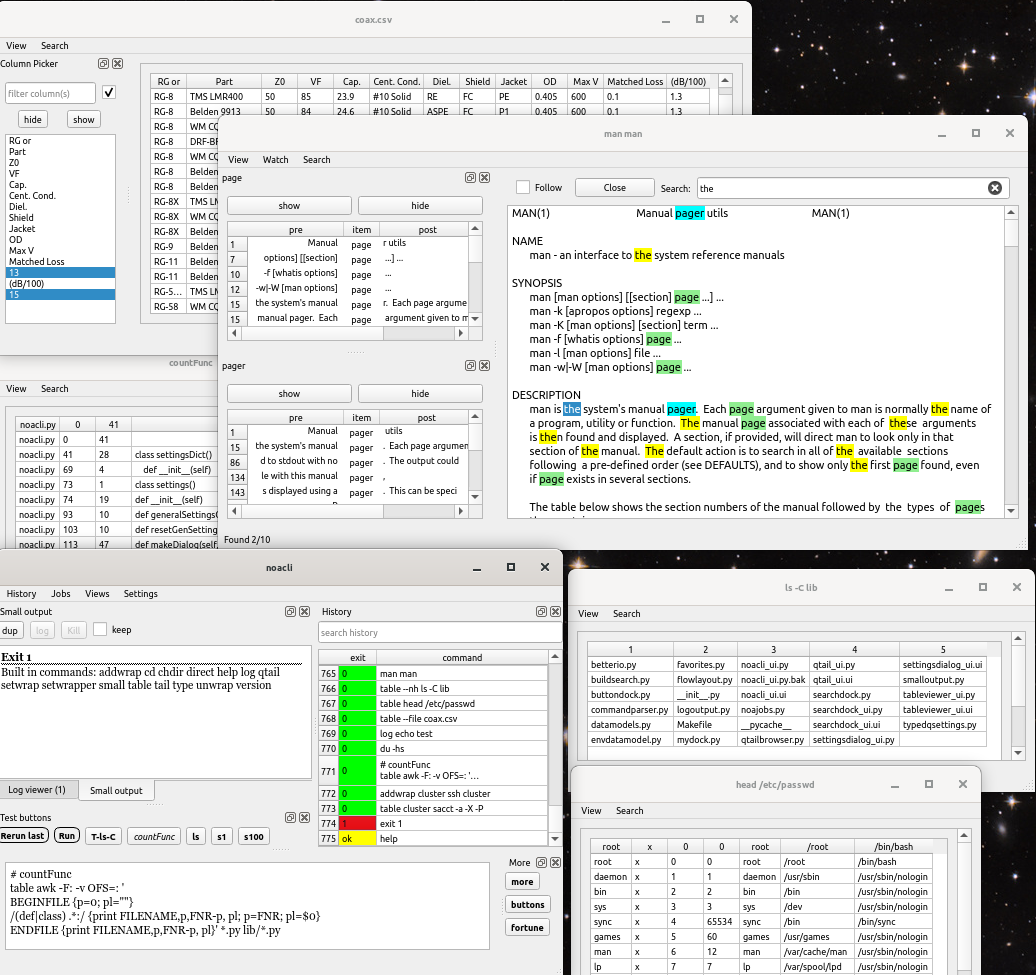 coax.csv
View Search
Column Picker
filter column(s)
hide show
RG or
Part
Z0
VF
Cap.
Cent. Cond.
Diel.
Shield
Jacket
OD
Max V
Matched Loss
13
(dB/100)
15
RG or Part Z0 VF Cap. Cent. Cond. Diel. Shield Jacket OD Max V Matched Loss (dB/100)
RG-8 TMS LMR400 50 85 23.9 #10 Solid RE FC PE 0.405 600 0.1 1.3
RG-8 Belden 9913 50 84 24.6 #10 Solid ASPE FC P1 0.405 600 0.1 1.3
RG-8 WM CQ
RG-8 DRF-BF
RG-8 WM CQ
RG-8 Belden
RG-8 Belden
RG-8X TMS LM
RG-8X WM CQ
RG-8X Belden
RG-9 Belden
RG-11 Belden
RG-11 Belden
RG-5... WM CQ
RG-58 WM CQ
countFunc
View Search
noacli.py 0 41
noacli.py 0 41
noacli.py 41 28 class settingsDict()
noacli.py 69 4 def __init__(self)
noacli.py 73 1 class settings()
noacli.py 74 19 def __init__(self)
noacli.py 93 10 def generalSettings
noacli.py 103 10 def resetGenSetting
noacli.py 113 47 def makeDialog(self,
man man
View Watch Search
page
show hide
pre item post
1 Manual page r utils
7 options] [[section] page ...] ...
10 -f [whatis options] page ...
12 -w|-W [man options] page ...
15 the system's manual page r. Each page argume
15 manual pager. Each page argument given to m
pager
show hide
pre item post
1 Manual pager utils
15 the system's manual pager . Each page argumen
86 d to stdout with no pager . The output could
134 le with this manual pager ,
143 s displayed using a pager . This can be speci
Found 2/10
Follow Close Search: the
MAN(1) Manual pager utils MAN(1)
NAME
man - an interface to the system reference manuals
SYNOPSIS
man [man options] [[section] page ...] ...
man -k [apropos options] regexp ...
man -K [man options] [section] term ...
man -f [whatis options] page ...
man -l [man options] file ...
man -w|-W [man options] page ...
DESCRIPTION
man is the system's manual pager. Each page argument given to man is normally the name of
a program, utility or function. The manual page associated with each of these arguments
is then found and displayed. A section, if provided, will direct man to look only in that
section of the manual. The default action is to search in all of the available sections
following a pre-defined order (see DEFAULTS), and to show only the first page found, even
if page exists in several sections.
The table below shows the section numbers of the manual followed by the types of pages
noacli
History Jobs Views Settings
Small output
dup log Kill keep
Exit 1
Built in commands: addwrap cd chdir direct help log qtail
setwrap setwrapper small table tail type unwrap version
Log viewer (1) Small output
History
search history
exit command
765 0 man man
766 0 table --nh ls -C lib
767 0 table head /etc/passwd
768 0 table --file coax.csv
769 0 log echo test
770 0 du -hs
771 0 # countFunc
table awk -F: -v OFS=: '...
772 0 addwrap cluster ssh cluster
773 0 table cluster sacct -a -X -P
774 1 exit 1
775 ok help
Test buttons
Rerun last Run T-ls-C countFunc ls s1 s100
# countFunc
table awk -F: -v OFS=: '
BEGINFILE {p=0; pl=""}
/(def|class) .*:/ {print FILENAME,p,FNR-p, pl; p=FNR; pl=$0}
ENDFILE {print FILENAME,p,FNR-p, pl}' *.py lib/*.py
More
more
buttons
fortune
ls -C lib
View Search
1 2 3 4 5
betterio.py favorites.py noacli_ui.py qtail_ui.py settingsdialog_ui.ui
buildsearch.py flowlayout.py noacli_ui.py.bak qtail_ui.ui smalloutput.py
buttondock.py __init__.py noacli_ui.ui searchdock.py tableviewer_ui.py
commandparser.py logoutput.py noajobs.py searchdock_ui.py tableviewer_ui.ui
datamodels.py Makefile __pycache__ searchdock_ui.ui typedqsettings.py
envdatamodel.py mydock.py qtailbrowser.py settingsdialog_ui.py
head /etc/passwd
View Search
root x 0 0 root /root /bin/bash
root x 0 0 root /root /bin/bash
daemon x 1 1 daemon /usr/sbin /usr/sbin/nologin
bin x 2 2 bin /bin /usr/sbin/nologin
sys x 3 3 sys /dev /usr/sbin/nologin
sync x 4 65534 sync /bin /bin/sync
games x 5 60 games /usr/games /usr/sbin/nologin
man x 6 12 man /var/cache/man /usr/sbin/nologin
lp x 7 7 lp /var/spool/lpd /usr/sbin/nologin